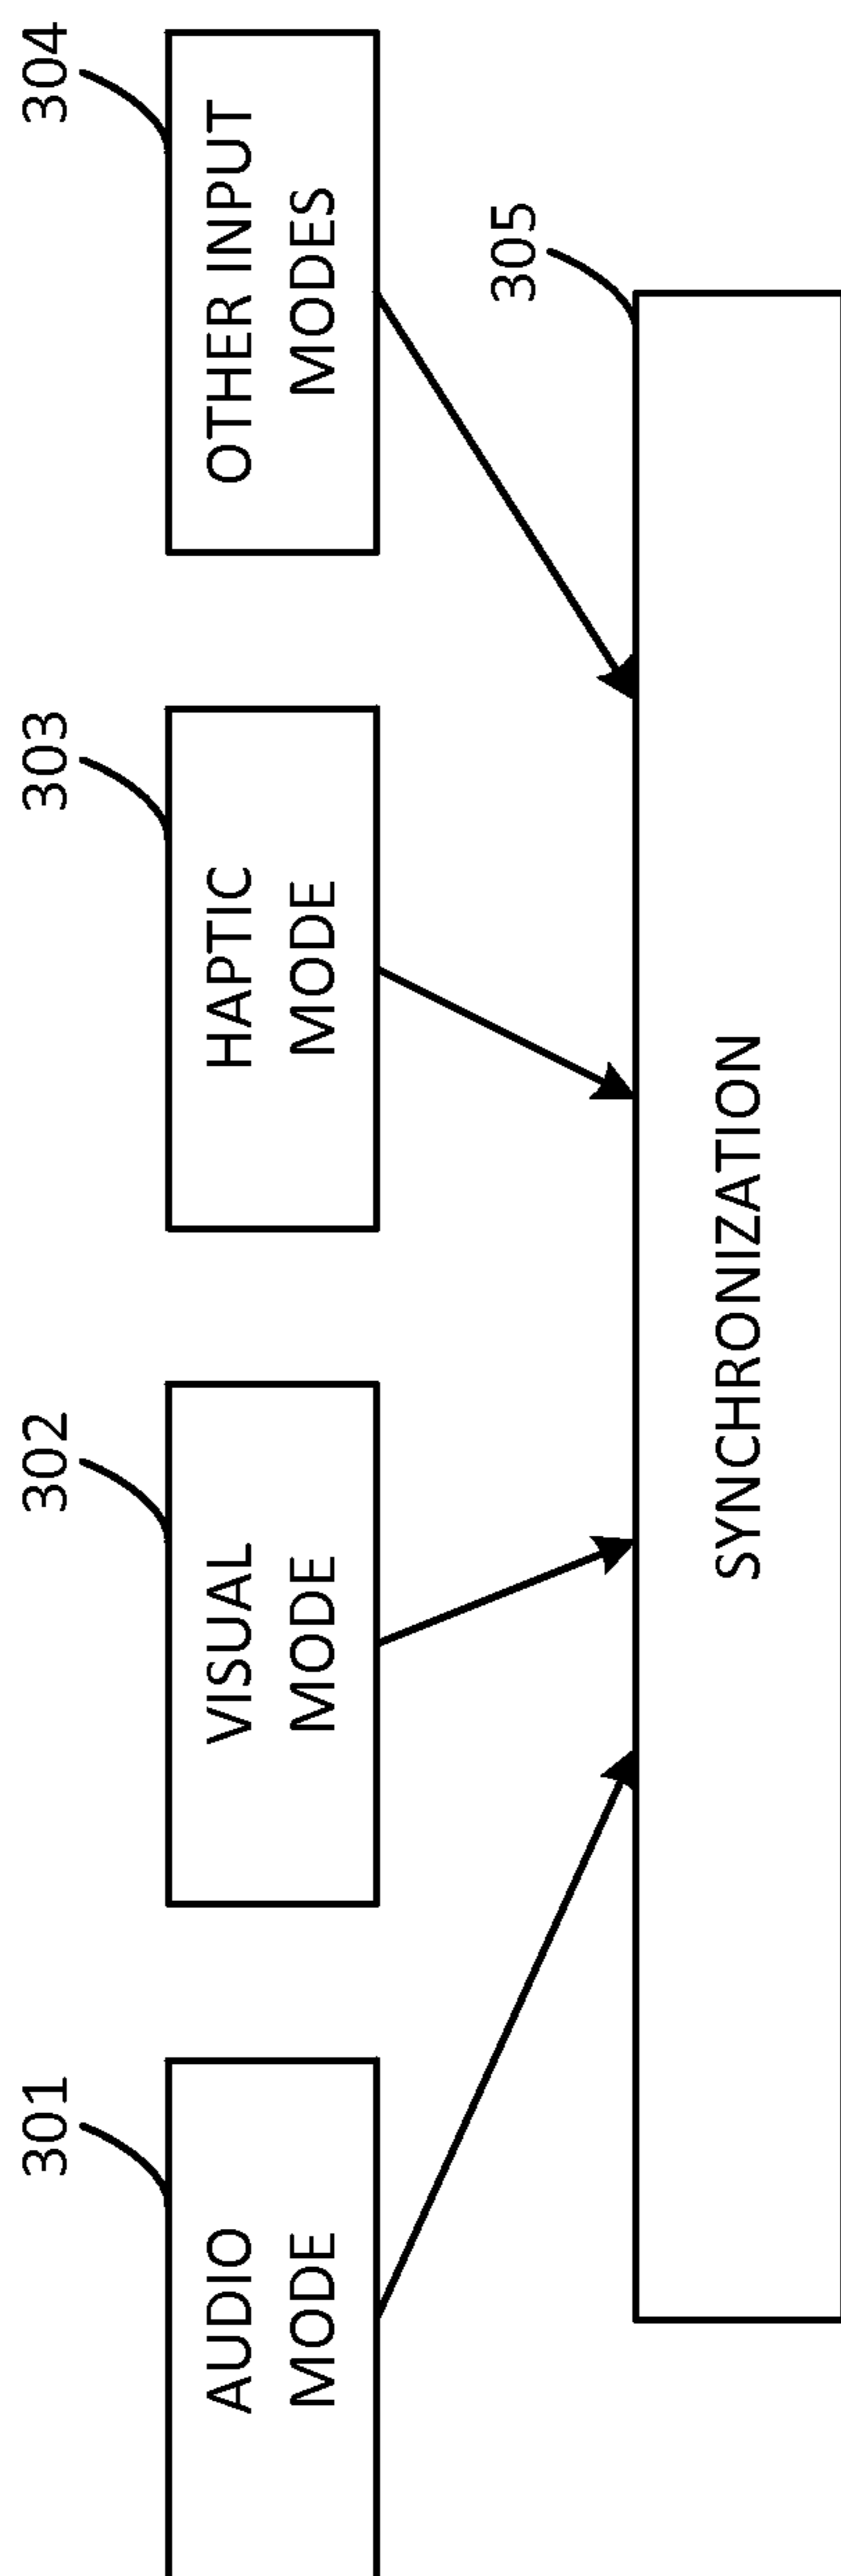 301
302
303
304
AUDIO
MODE
VISUAL
MODE
HAPTIC
MODE
OTHER INPUT
MODES
305
SYNCHRONIZATION